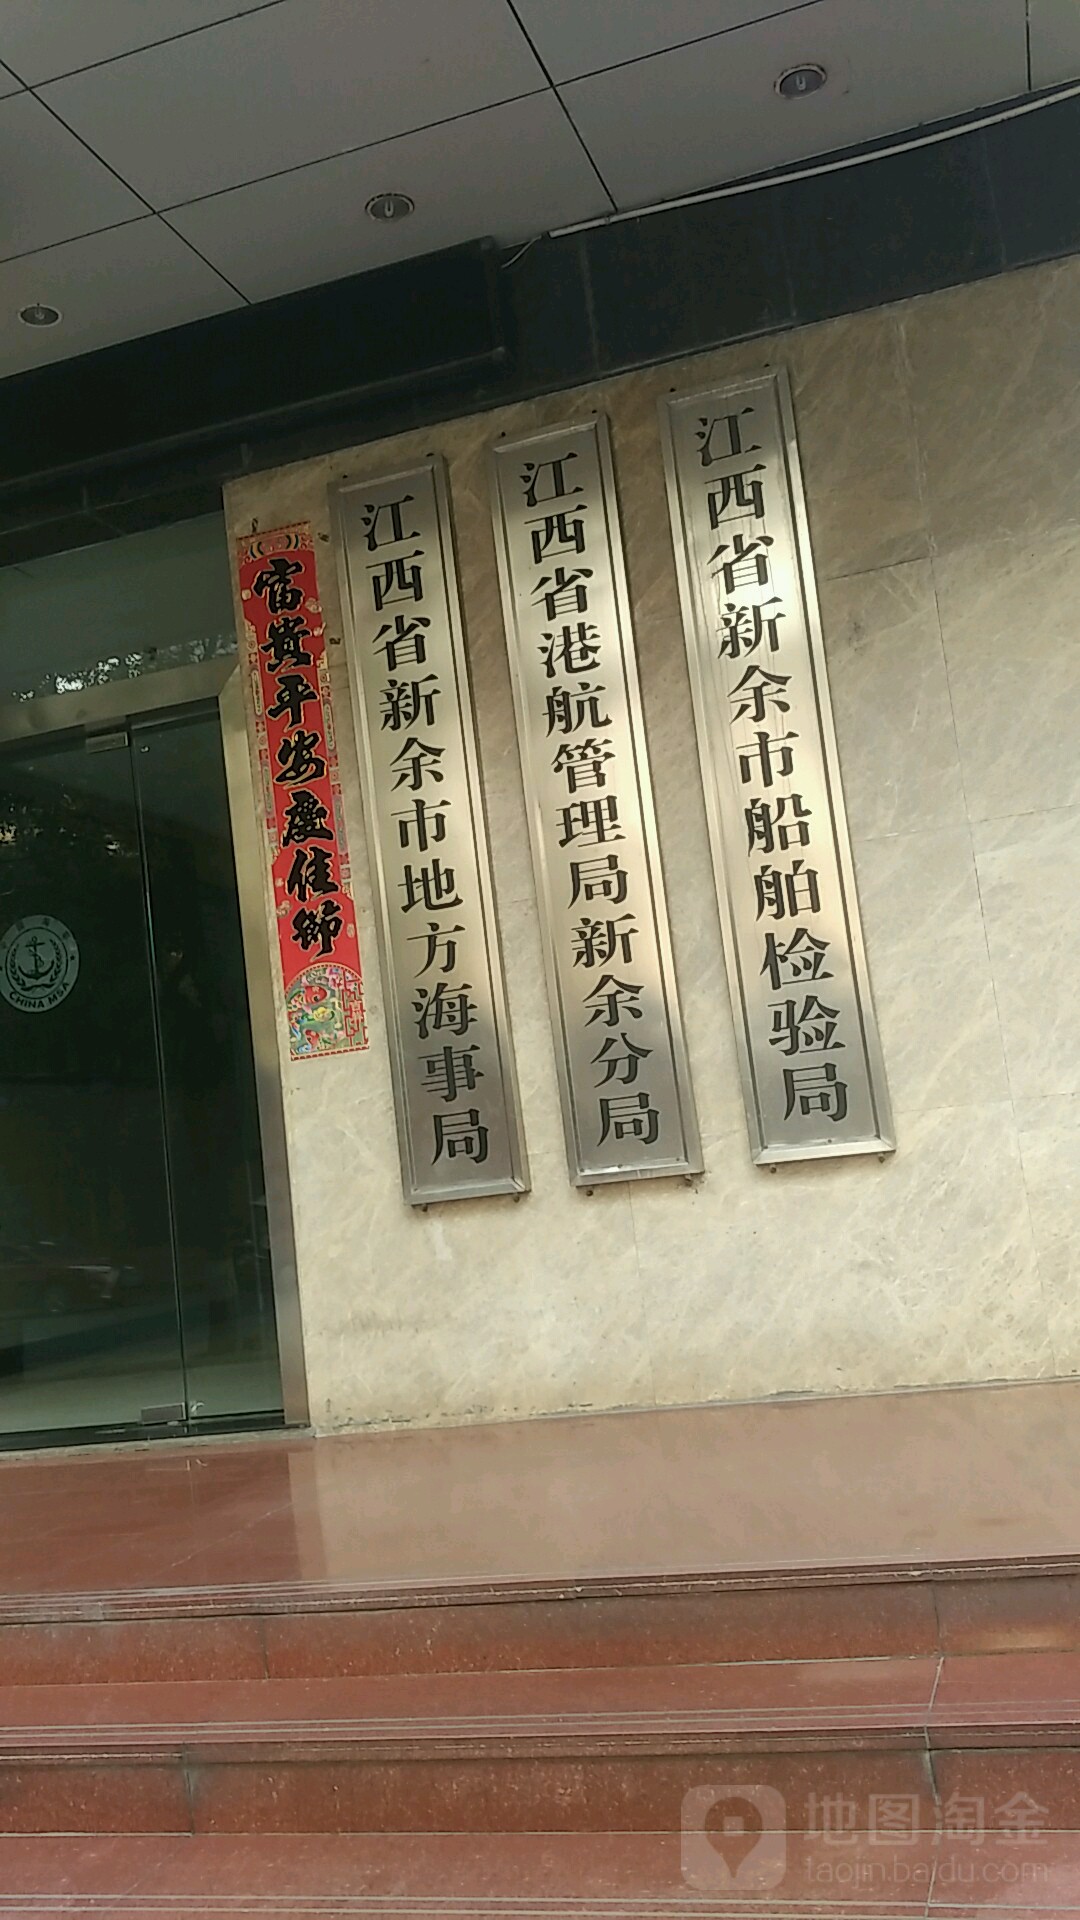 富贵平安慶佳節
江西省新余市地方海事局
江西省港航管理局新余分局
江西省新余市船舶检验局
CHINA MSA
地图淘金
taojin.baidu.com